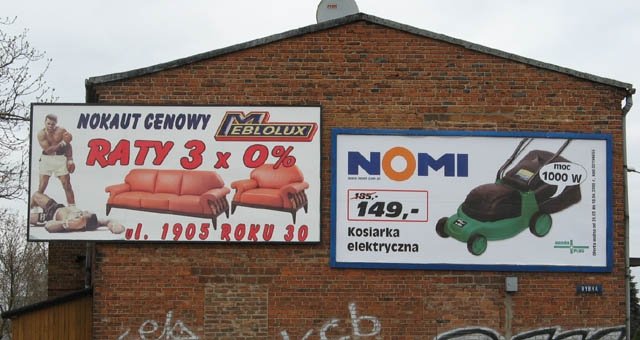 NOKAUT CENOWY
MEBLOLUX
RATY 3 x 0%
ul. 1905 ROKU 30
NOMI
185,-
149,-
Kosiarka
elektryczna
moc
1000 W